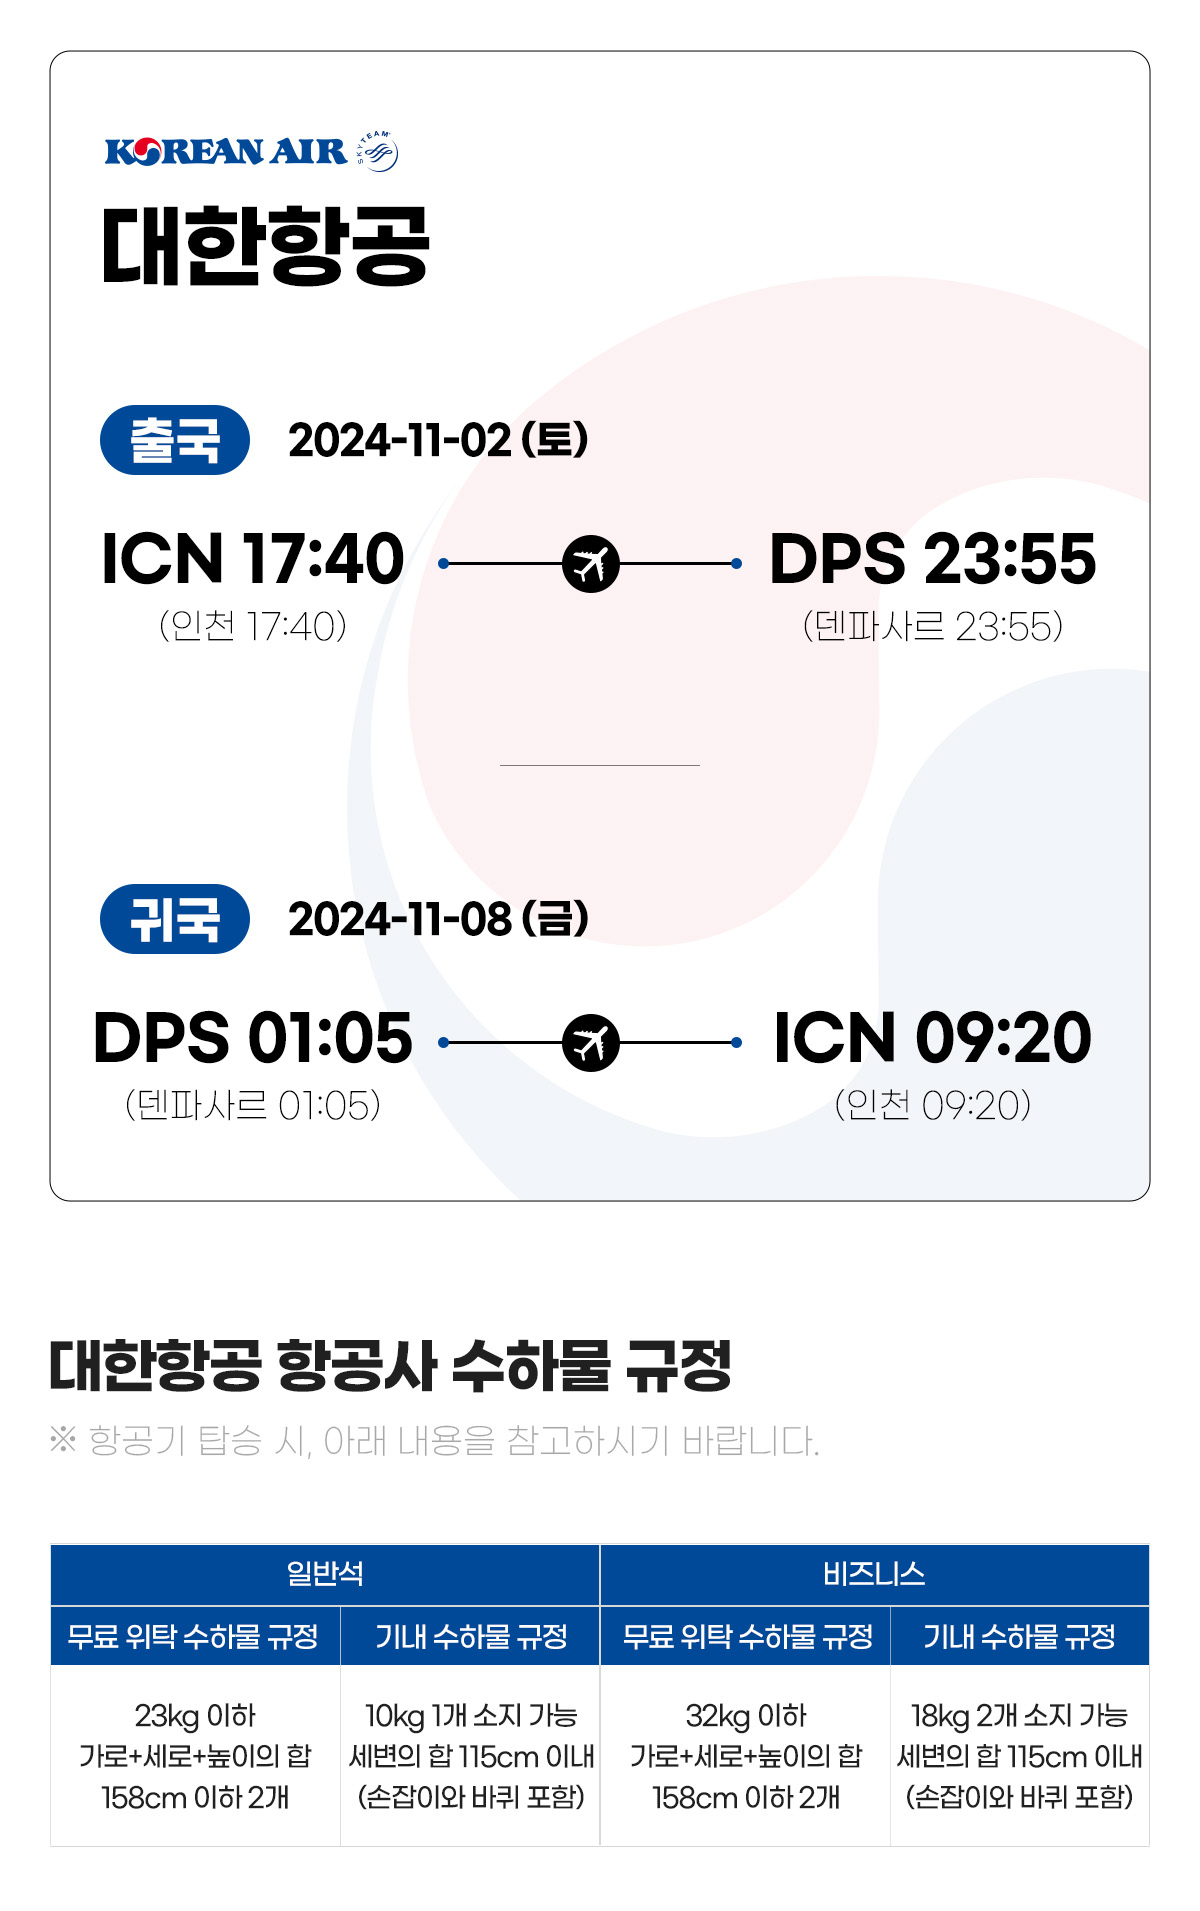 KOREAN AIR SKYTEAM
대한항공
출국 2024-11-02 (토)
ICN 17:40 DPS 23:55
(인천 17:40) (덴파사르 23:55)
귀국 2024-11-08 (금)
DPS 01:05 ICN 09:20
(덴파사르 01:05) (인천 09:20)
대한항공 항공사 수하물 규정
※ 항공기 탑승 시, 아래 내용을 참고하시기 바랍니다.
일반석 비즈니스
무료 위탁 수하물 규정 기내 수하물 규정 무료 위탁 수하물 규정 기내 수하물 규정
23kg 이하 10kg 1개 소지 가능 32kg 이하 18kg 2개 소지 가능
가로+세로+높이의 합 세변의 합 115cm 이내 가로+세로+높이의 합 세변의 합 115cm 이내
158cm 이하 2개 (손잡이와 바퀴 포함) 158cm 이하 2개 (손잡이와 바퀴 포함)